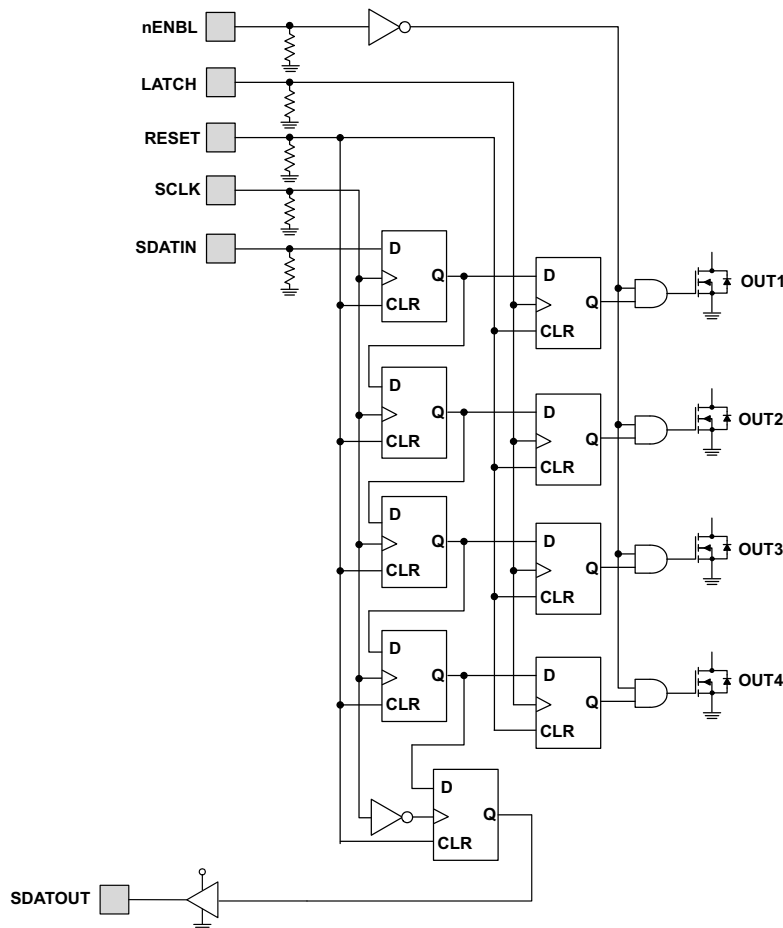 nENBL
LATCH
RESET
SCLK
SDATIN
D
Q
CLR
D
Q
CLR
OUT1
D
Q
CLR
D
Q
CLR
OUT2
D
Q
CLR
D
Q
CLR
OUT3
D
Q
CLR
D
Q
CLR
OUT4
D
Q
CLR
SDATOUT